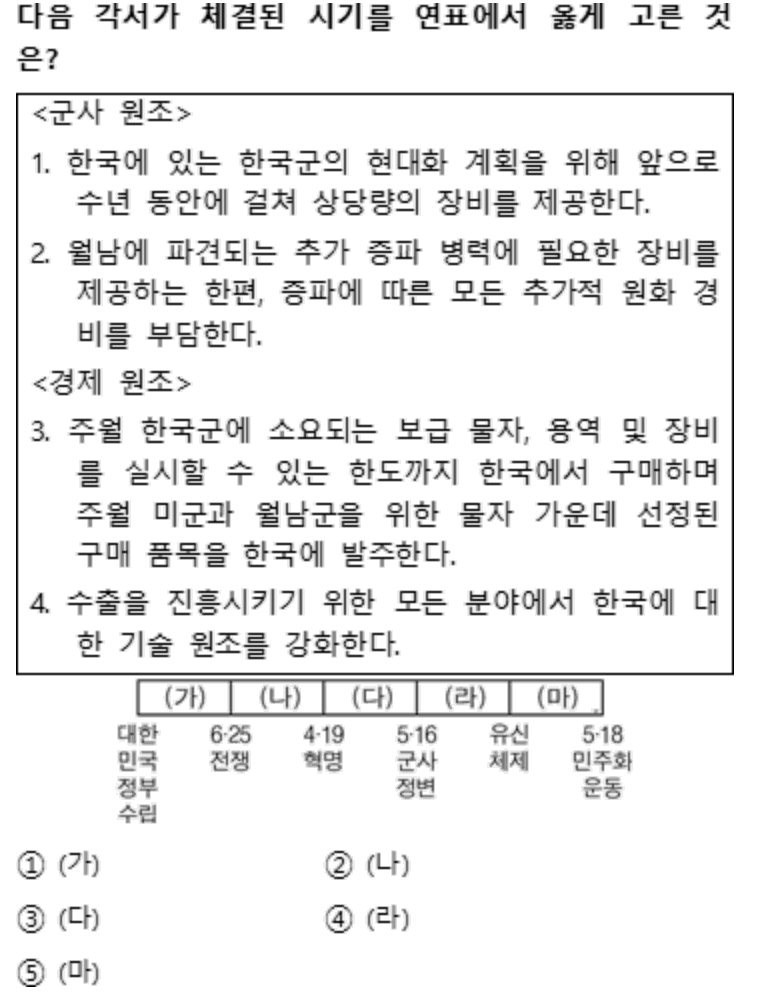 다음 각서가 체결된 시기를 연표에서 옳게 고른 것
은?
<군사 원조>
1. 한국에 있는 한국군의 현대화 계획을 위해 앞으로
수년 동안에 걸쳐 상당량의 장비를 제공한다.
2. 월남에 파견되는 추가 증파 병력에 필요한 장비를
제공하는 한편, 증파에 따른 모든 추가적 원화 경
비를 부담한다.
<경제 원조>
3. 주월 한국군에 소요되는 보급 물자, 용역 및 장비
를 실시할 수 있는 한도까지 한국에서 구매하며
주월 미군과 월남군을 위한 물자 가운데 선정된
구매 품목을 한국에 발주한다.
4. 수출을 진흥시키기 위한 모든 분야에서 한국에 대
한 기술 원조를 강화한다.
(가) (나) (다) (라) (마)
대한 6·25 4·19 5·16 유신 5·18
민국 전쟁 혁명 군사 체제 민주화
정부 정변 운동
수립
① (가) ② (나)
③ (다) ④ (라)
⑤ (마)